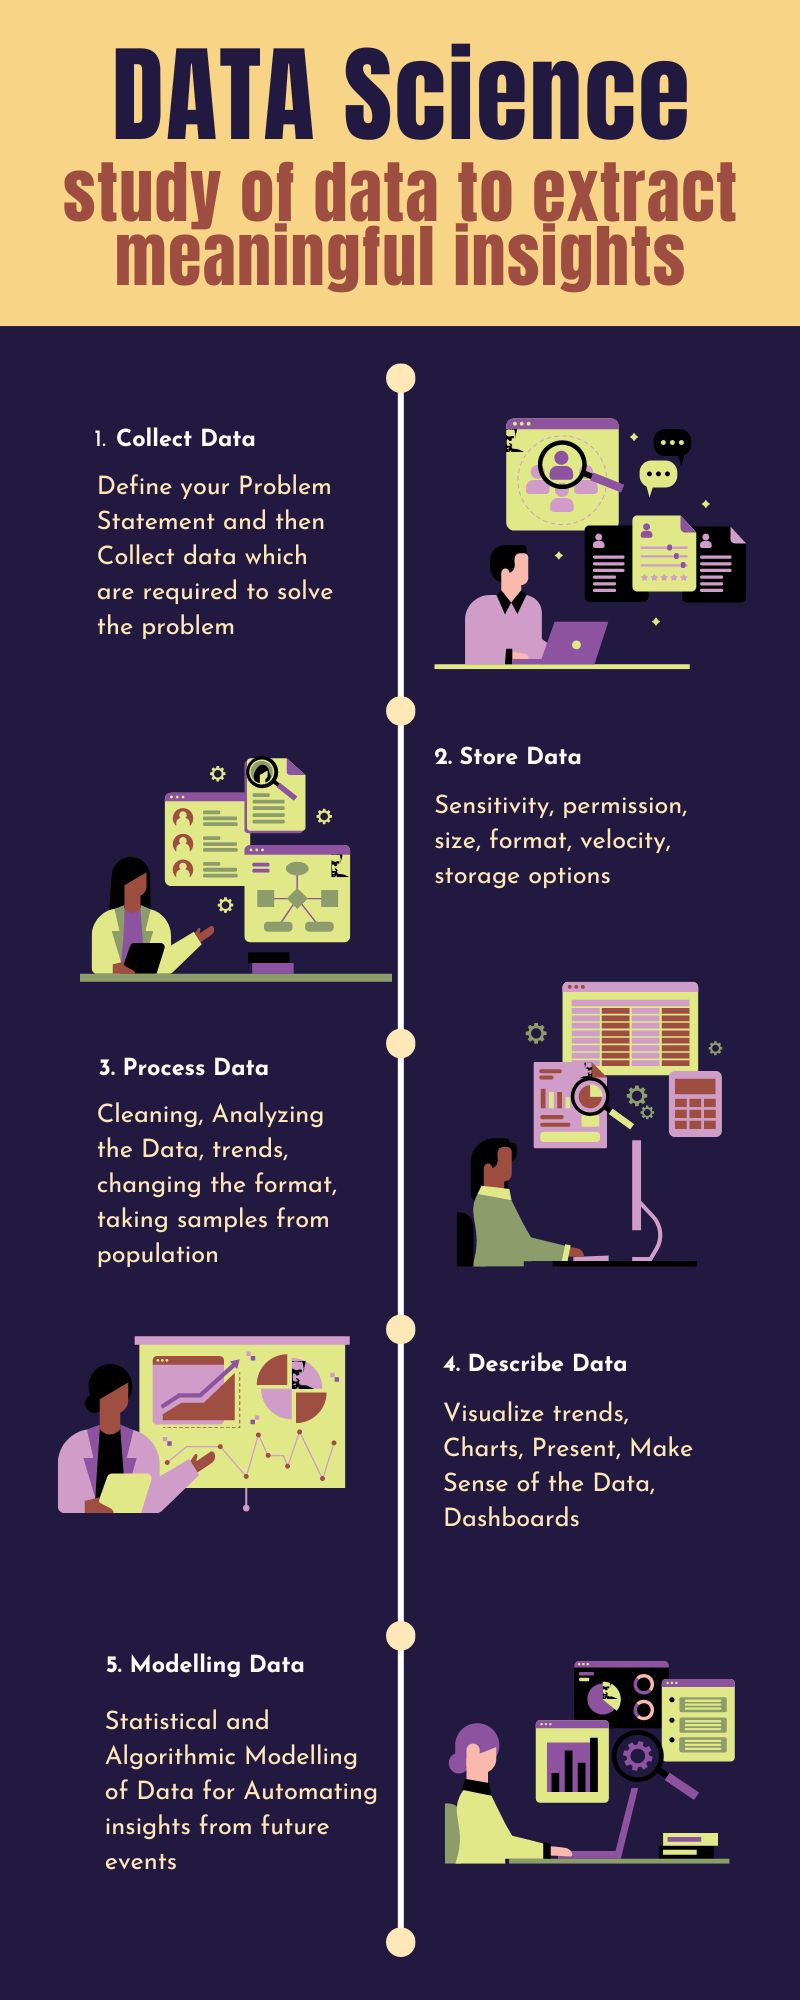 DATA Science
study of data to extract
meaningful insights
1. Collect Data
Define your Problem
Statement and then
Collect data which
are required to solve
the problem
2. Store Data
Sensitivity, permission,
size, format, velocity,
storage options
3. Process Data
Cleaning, Analyzing
the Data, trends,
changing the format,
taking samples from
population
4. Describe Data
Visualize trends,
Charts, Present, Make
Sense of the Data,
Dashboards
5. Modelling Data
Statistical and
Algorithmic Modelling
of Data for Automating
insights from future
events